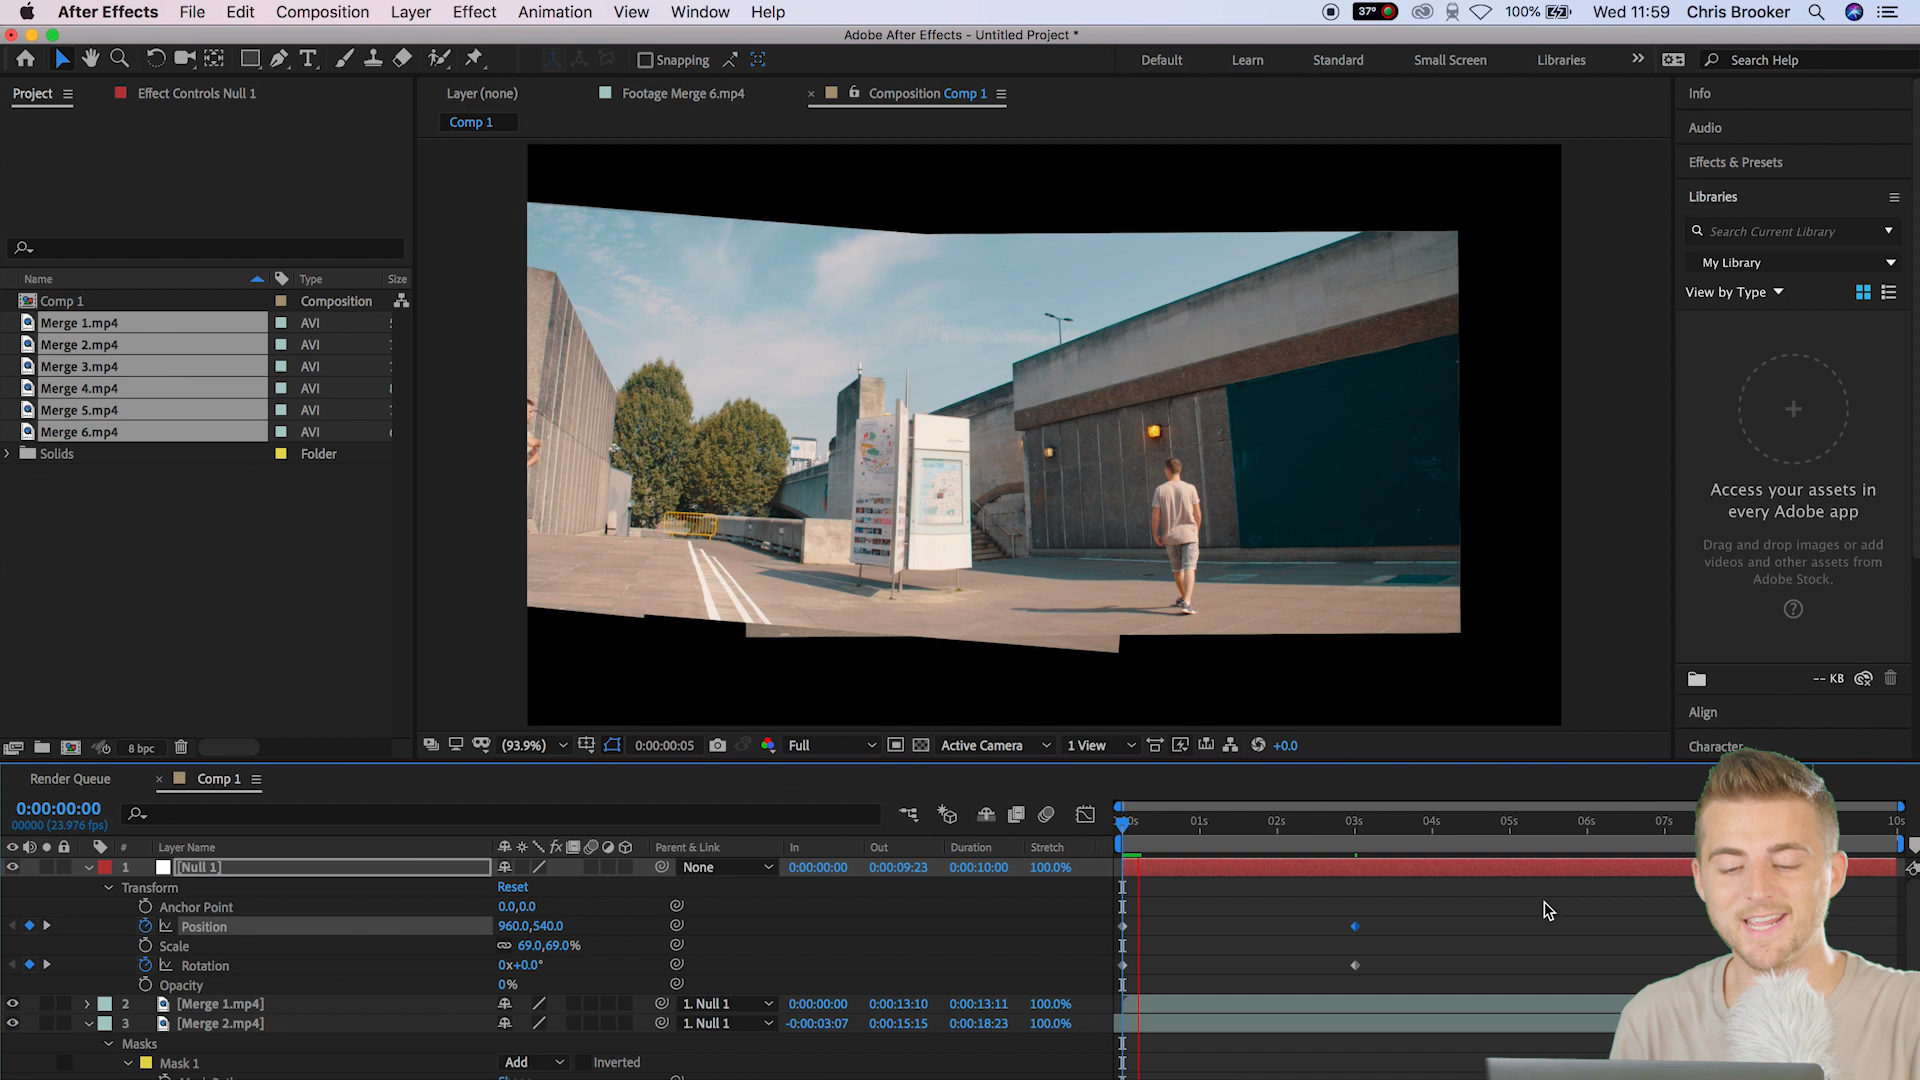 After Effects File Edit Composition Layer Effect Animation View Window Help 37° 100% Wed 11:59 Chris Brooker
Adobe After Effects - Untitled Project *
Snapping Default Learn Standard Small Screen Libraries Search Help
Project Effect Controls Null 1 Layer (none) Footage Merge 6.mp4 Composition Comp 1 Info
Comp 1
Audio
Effects & Presets
Libraries
Search Current Library
My Library
View by Type
Name Type Size
Comp 1 Composition
Merge 1.mp4 AVI
Merge 2.mp4 AVI
Merge 3.mp4 AVI
Merge 4.mp4 AVI
Merge 5.mp4 AVI
Merge 6.mp4 AVI
Solids Folder
Access your assets in
every Adobe app
Drag and drop images or add
videos and other assets from
Adobe Stock.
-- KB
Align
Character
8 bpc (93.9%) 0:00:00:05 Full Active Camera 1 View +0.0
Render Queue Comp 1
0:00:00:00
00000 (23.976 fps)
01s 02s 03s 04s 05s 06s 07s 10s
# Layer Name Parent & Link In Out Duration Stretch
1 [Null 1] None 0:00:00:00 0:00:09:23 0:00:10:00 100.0%
Transform Reset
Anchor Point 0.0,0.0
Position 960.0,540.0
Scale 69.0,69.0%
Rotation 0x+0.0°
Opacity 0%
2 [Merge 1.mp4] 1. Null 1 0:00:00:00 0:00:13:10 0:00:13:11 100.0%
3 [Merge 2.mp4] 1. Null 1 -0:00:03:07 0:00:15:15 0:00:18:23 100.0%
Masks
Mask 1 Add Inverted